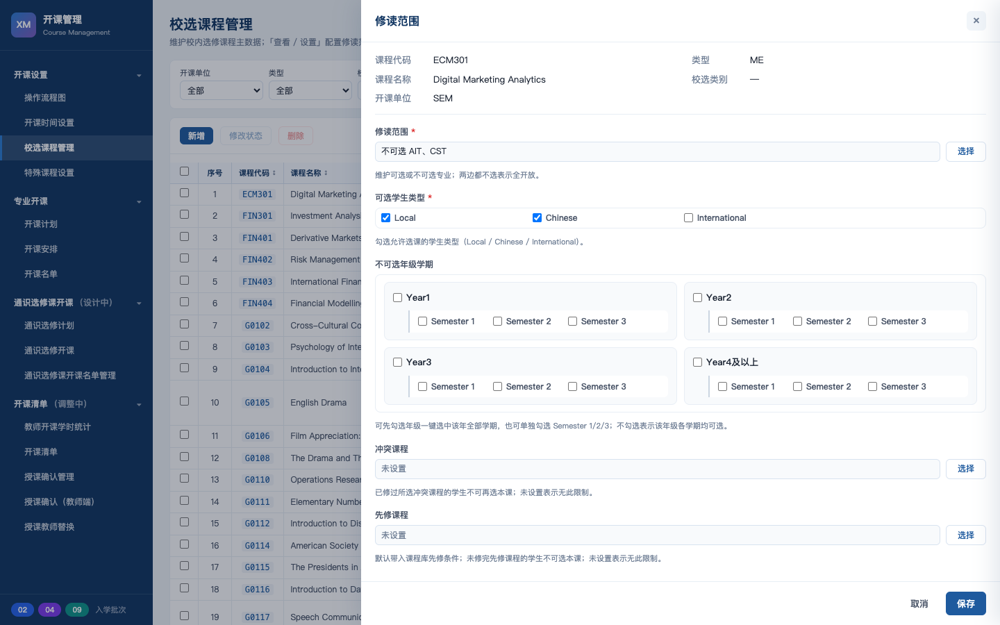 XM
开课管理
Course Management
开课设置
操作流程图
开课时间设置
校选课程管理
特殊课程设置
专业开课
开课计划
开课安排
开课名单
通识选修课开课（设计中）
通识选修计划
通识选修开课
通识选修课开课名单管理
开课清单（调整中）
教师开课学时统计
开课清单
授课确认管理
授课确认（教师端）
授课教师替换
02 04 09 入学批次
校选课程管理
维护校内选修课程主数据；「查看 / 设置」配置修读
开课单位 类型
全部 全部
新增 修改状态 删除
序号 课程代码 ↕ 课程名称 ↕
1 ECM301 Digital Marketing
2 FIN301 Investment Analys
3 FIN401 Derivative Markets
4 FIN402 Risk Management
5 FIN403 International Finan
6 FIN404 Financial Modelling
7 G0102 Cross-Cultural Co
8 G0103 Psychology of Inte
9 G0104 Introduction to Inte
10 G0105 English Drama
11 G0106 Film Appreciation:
12 G0108 The Drama and Th
13 G0110 Operations Resear
14 G0111 Elementary Numbe
15 G0112 Introduction to Dis
16 G0114 American Society
17 G0115 The Presidents in
18 G0116 Introduction to Da
19 G0117 Speech Communic
修读范围
×
课程代码 ECM301 类型 ME
课程名称 Digital Marketing Analytics 校选类别 —
开课单位 SEM
修读范围 *
不可选 AIT、CST 选择
维护可选或不可选专业；两边都不选表示全开放。
可选学生类型 *
Local Chinese International
勾选允许选课的学生类型（Local / Chinese / International）。
不可选年级学期
Year1
Semester 1 Semester 2 Semester 3
Year2
Semester 1 Semester 2 Semester 3
Year3
Semester 1 Semester 2 Semester 3
Year4及以上
Semester 1 Semester 2 Semester 3
可先勾选年级一键选中该年全部学期，也可单独勾选 Semester 1/2/3；不勾选表示该年级各学期均可选。
冲突课程
未设置 选择
已修过所选冲突课程的学生不可再选本课；未设置表示无此限制。
先修课程
未设置 选择
默认带入课程库先修条件；未修完先修课程的学生不可选本课；未设置表示无此限制。
取消 保存